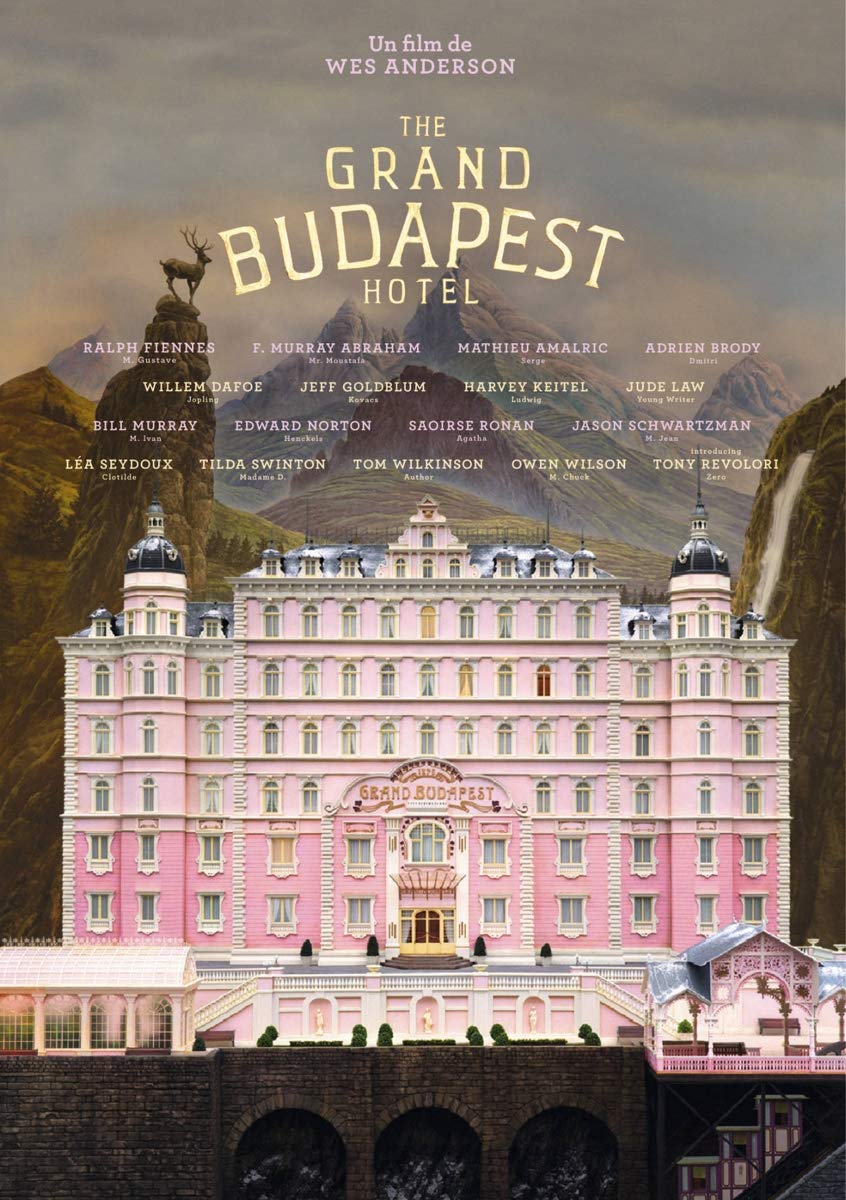 Un film de
WES ANDERSON
THE
GRAND
BUDAPEST
HOTEL
RALPH FIENNES F. MURRAY ABRAHAM MATHIEU AMALRIC ADRIEN BRODY
M. Gustave Mr. Moustafa Serge Dmitri
WILLEM DAFOE JEFF GOLDBLUM HARVEY KEITEL JUDE LAW
Jopling Kovacs Ludwig Young Writer
BILL MURRAY EDWARD NORTON SAOIRSE RONAN JASON SCHWARTZMAN
M. Ivan Henckels Agatha M. Jean
introducing
LÉA SEYDOUX TILDA SWINTON TOM WILKINSON OWEN WILSON TONY REVOLORI
Clotilde Madame D. Author M. Chuck Zero
GRAND BUDAPEST